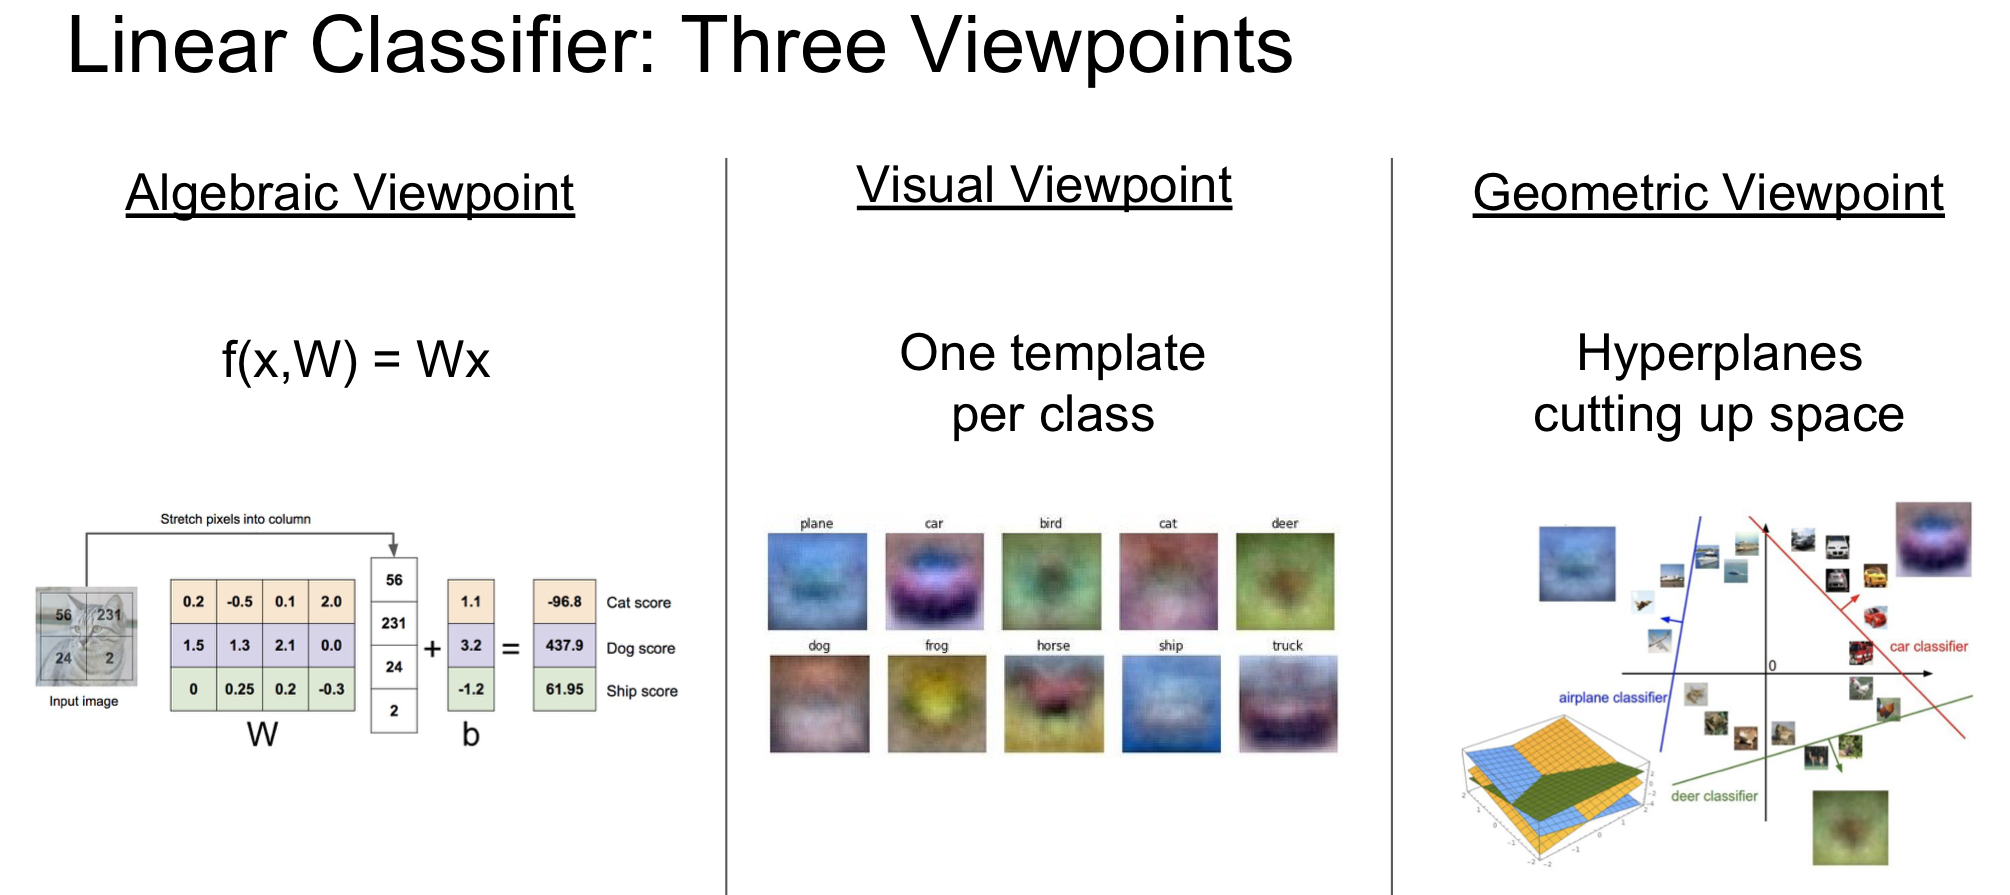 Linear Classifier: Three Viewpoints
Algebraic Viewpoint
f(x,W) = Wx
Stretch pixels into column
56 231
24 2
Input image
0.2 -0.5 0.1 2.0
1.5 1.3 2.1 0.0
0 0.25 0.2 -0.3
W
56
231
24
2
+
1.1
3.2
-1.2
b
=
-96.8 Cat score
437.9 Dog score
61.95 Ship score
Visual Viewpoint
One template
per class
plane car bird cat deer
dog frog horse ship truck
Geometric Viewpoint
Hyperplanes
cutting up space
car classifier
0
airplane classifier
deer classifier